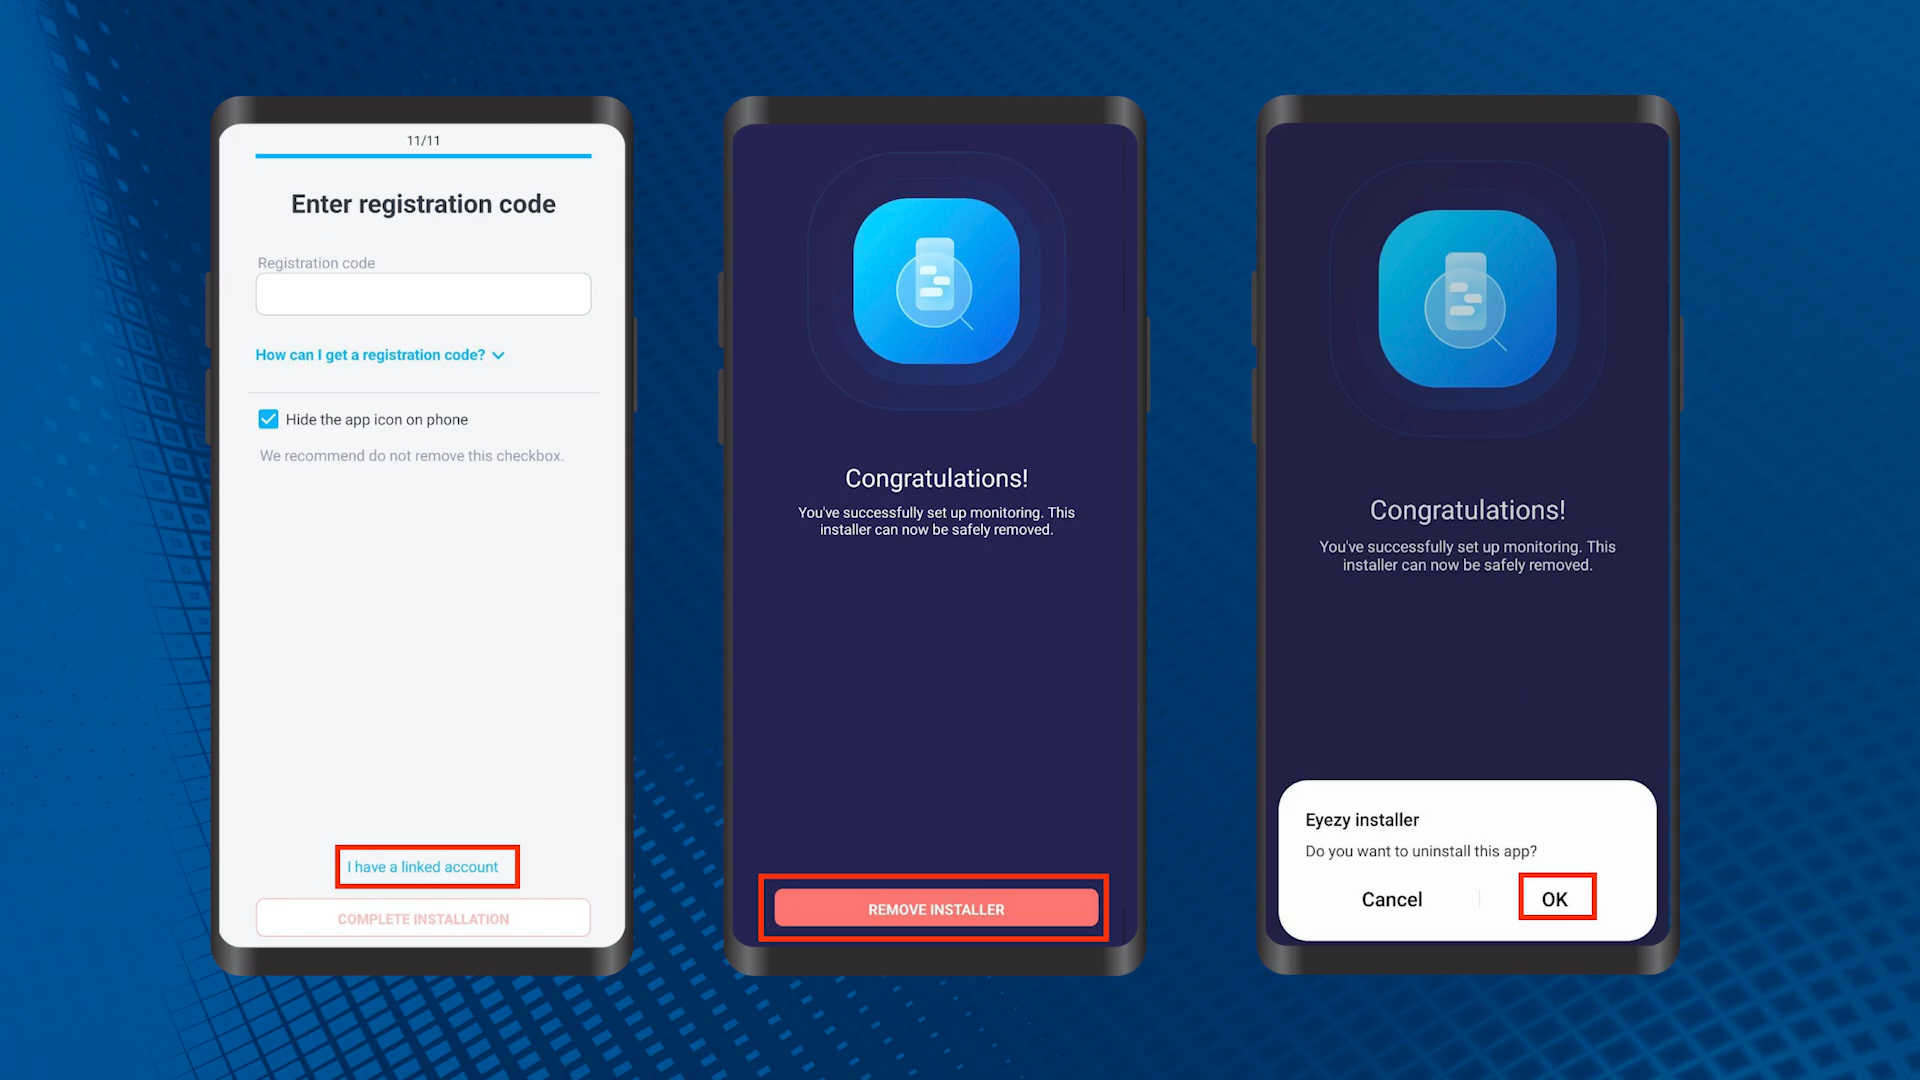 11/11
Enter registration code
Registration code
How can I get a registration code?
Hide the app icon on phone
We recommend do not remove this checkbox.
I have a linked account
COMPLETE INSTALLATION
Congratulations!
You've successfully set up monitoring. This
installer can now be safely removed.
REMOVE INSTALLER
Congratulations!
You've successfully set up monitoring. This
installer can now be safely removed.
Eyezy installer
Do you want to uninstall this app?
Cancel
OK